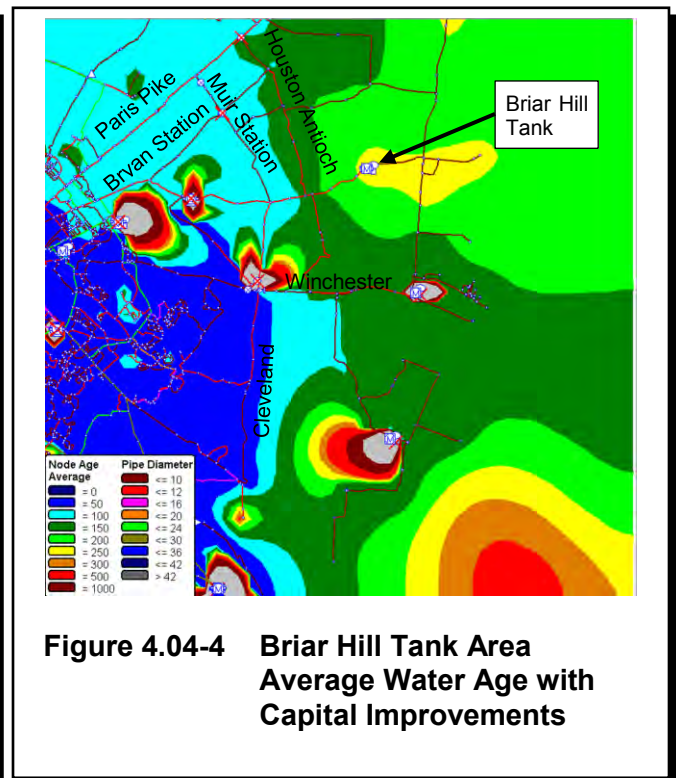 Houston Antioch
Paris Pike
Muir Station
Bryan Station
Briar Hill
Tank
Winchester
Cleveland
Node Age
Average
= 0
= 50
= 100
= 150
= 200
= 250
= 300
= 500
= 1000
Pipe Diameter
<= 10
<= 12
<= 16
<= 20
<= 24
<= 30
<= 36
<= 42
> 42
Figure 4.04-4 Briar Hill Tank Area
Average Water Age with
Capital Improvements